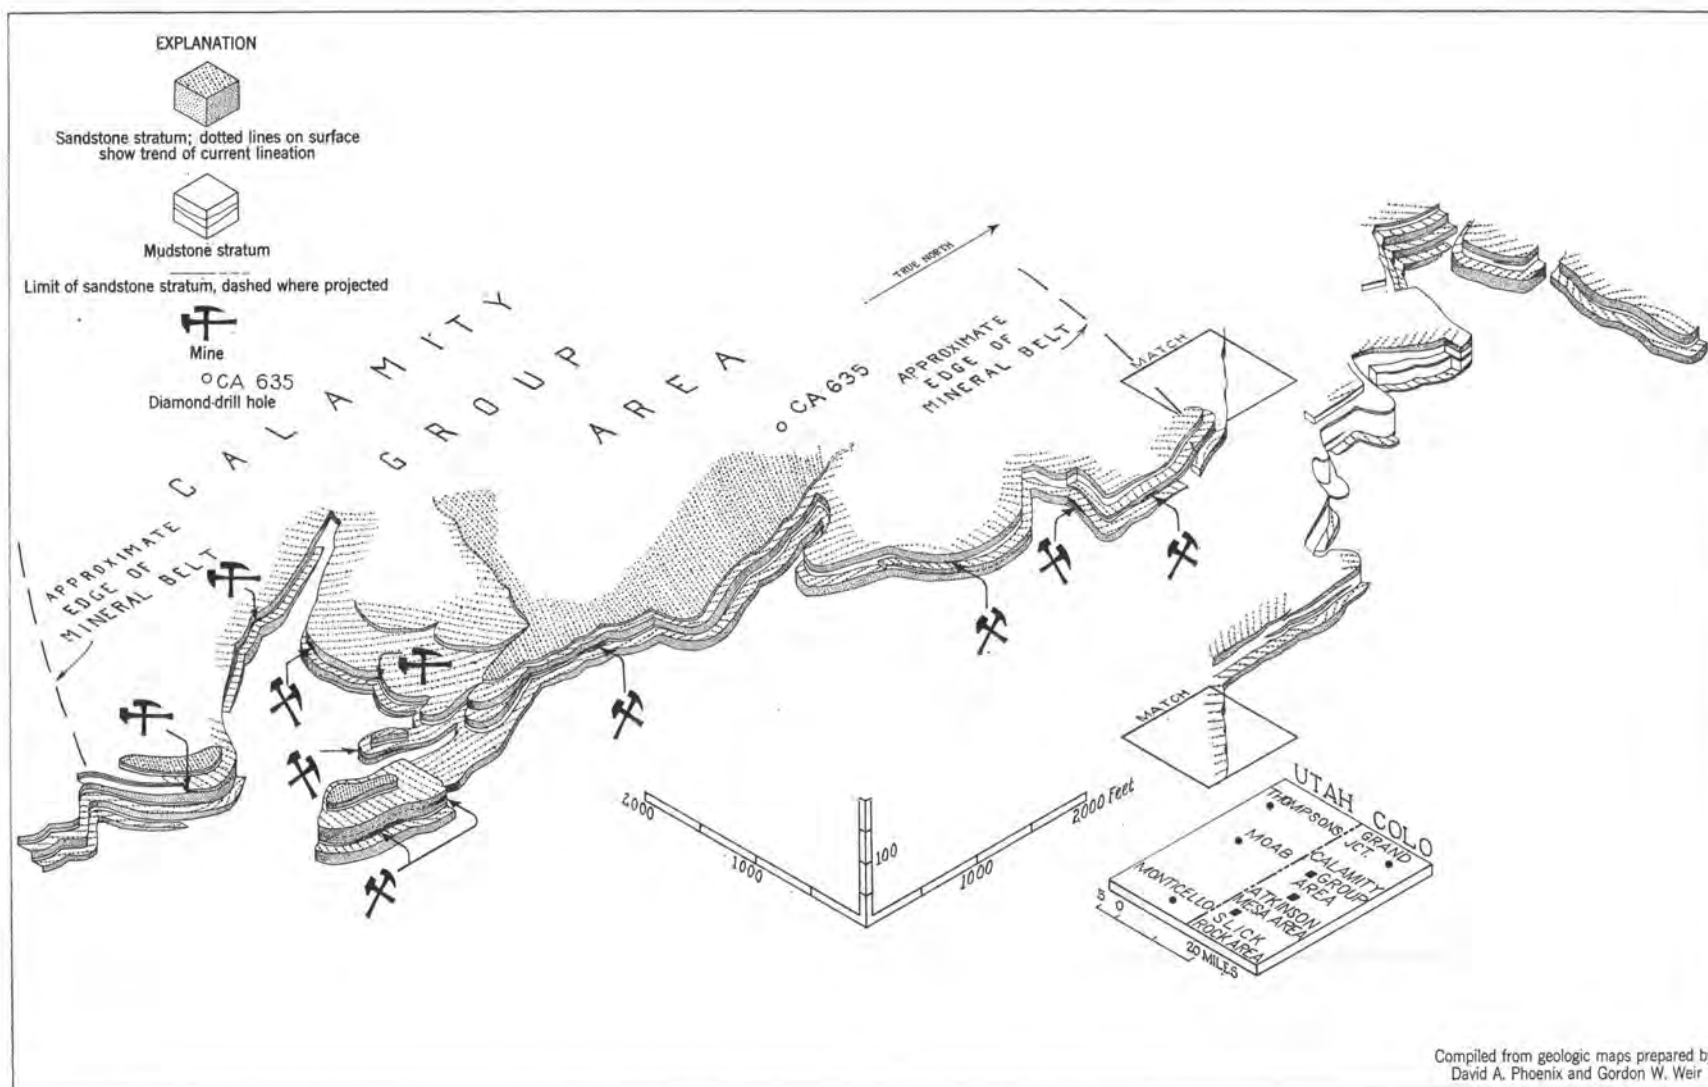 EXPLANATION
Sandstone stratum; dotted lines on surface
show trend of current lineation
Mudstone stratum
Limit of sandstone stratum, dashed where projected
Mine
CA 635
Diamond-drill hole
CALAMITY
GROUP
AREA
TRUE NORTH
CA 635
APPROXIMATE
EDGE OF
MINERAL BELT
MATCH
APPROXIMATE
EDGE OF
MINERAL BELT
MATCH
2000
1000
100
1000
2000 Feet
UTAH COLO
THOMPSONS
GRAND
JCT.
MOAB
CALAMITY
GROUP
AREA
MONTICELLO
ATKINSON
MESA AREA
SLICK
ROCK AREA
5 0
20 MILES
Compiled from geologic maps prepared b
David A. Phoenix and Gordon W. Weir